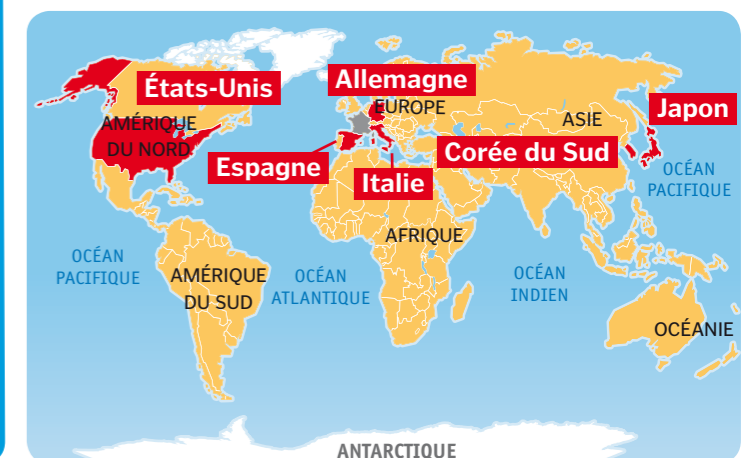 États-Unis
Allemagne
AMÉRIQUE
DU NORD
EUROPE
ASIE
Japon
Espagne
Italie
Corée du Sud
OCÉAN
PACIFIQUE
AFRIQUE
OCÉAN
PACIFIQUE
AMÉRIQUE
DU SUD
OCÉAN
ATLANTIQUE
OCÉAN
INDIEN
OCÉANIE
ANTARCTIQUE